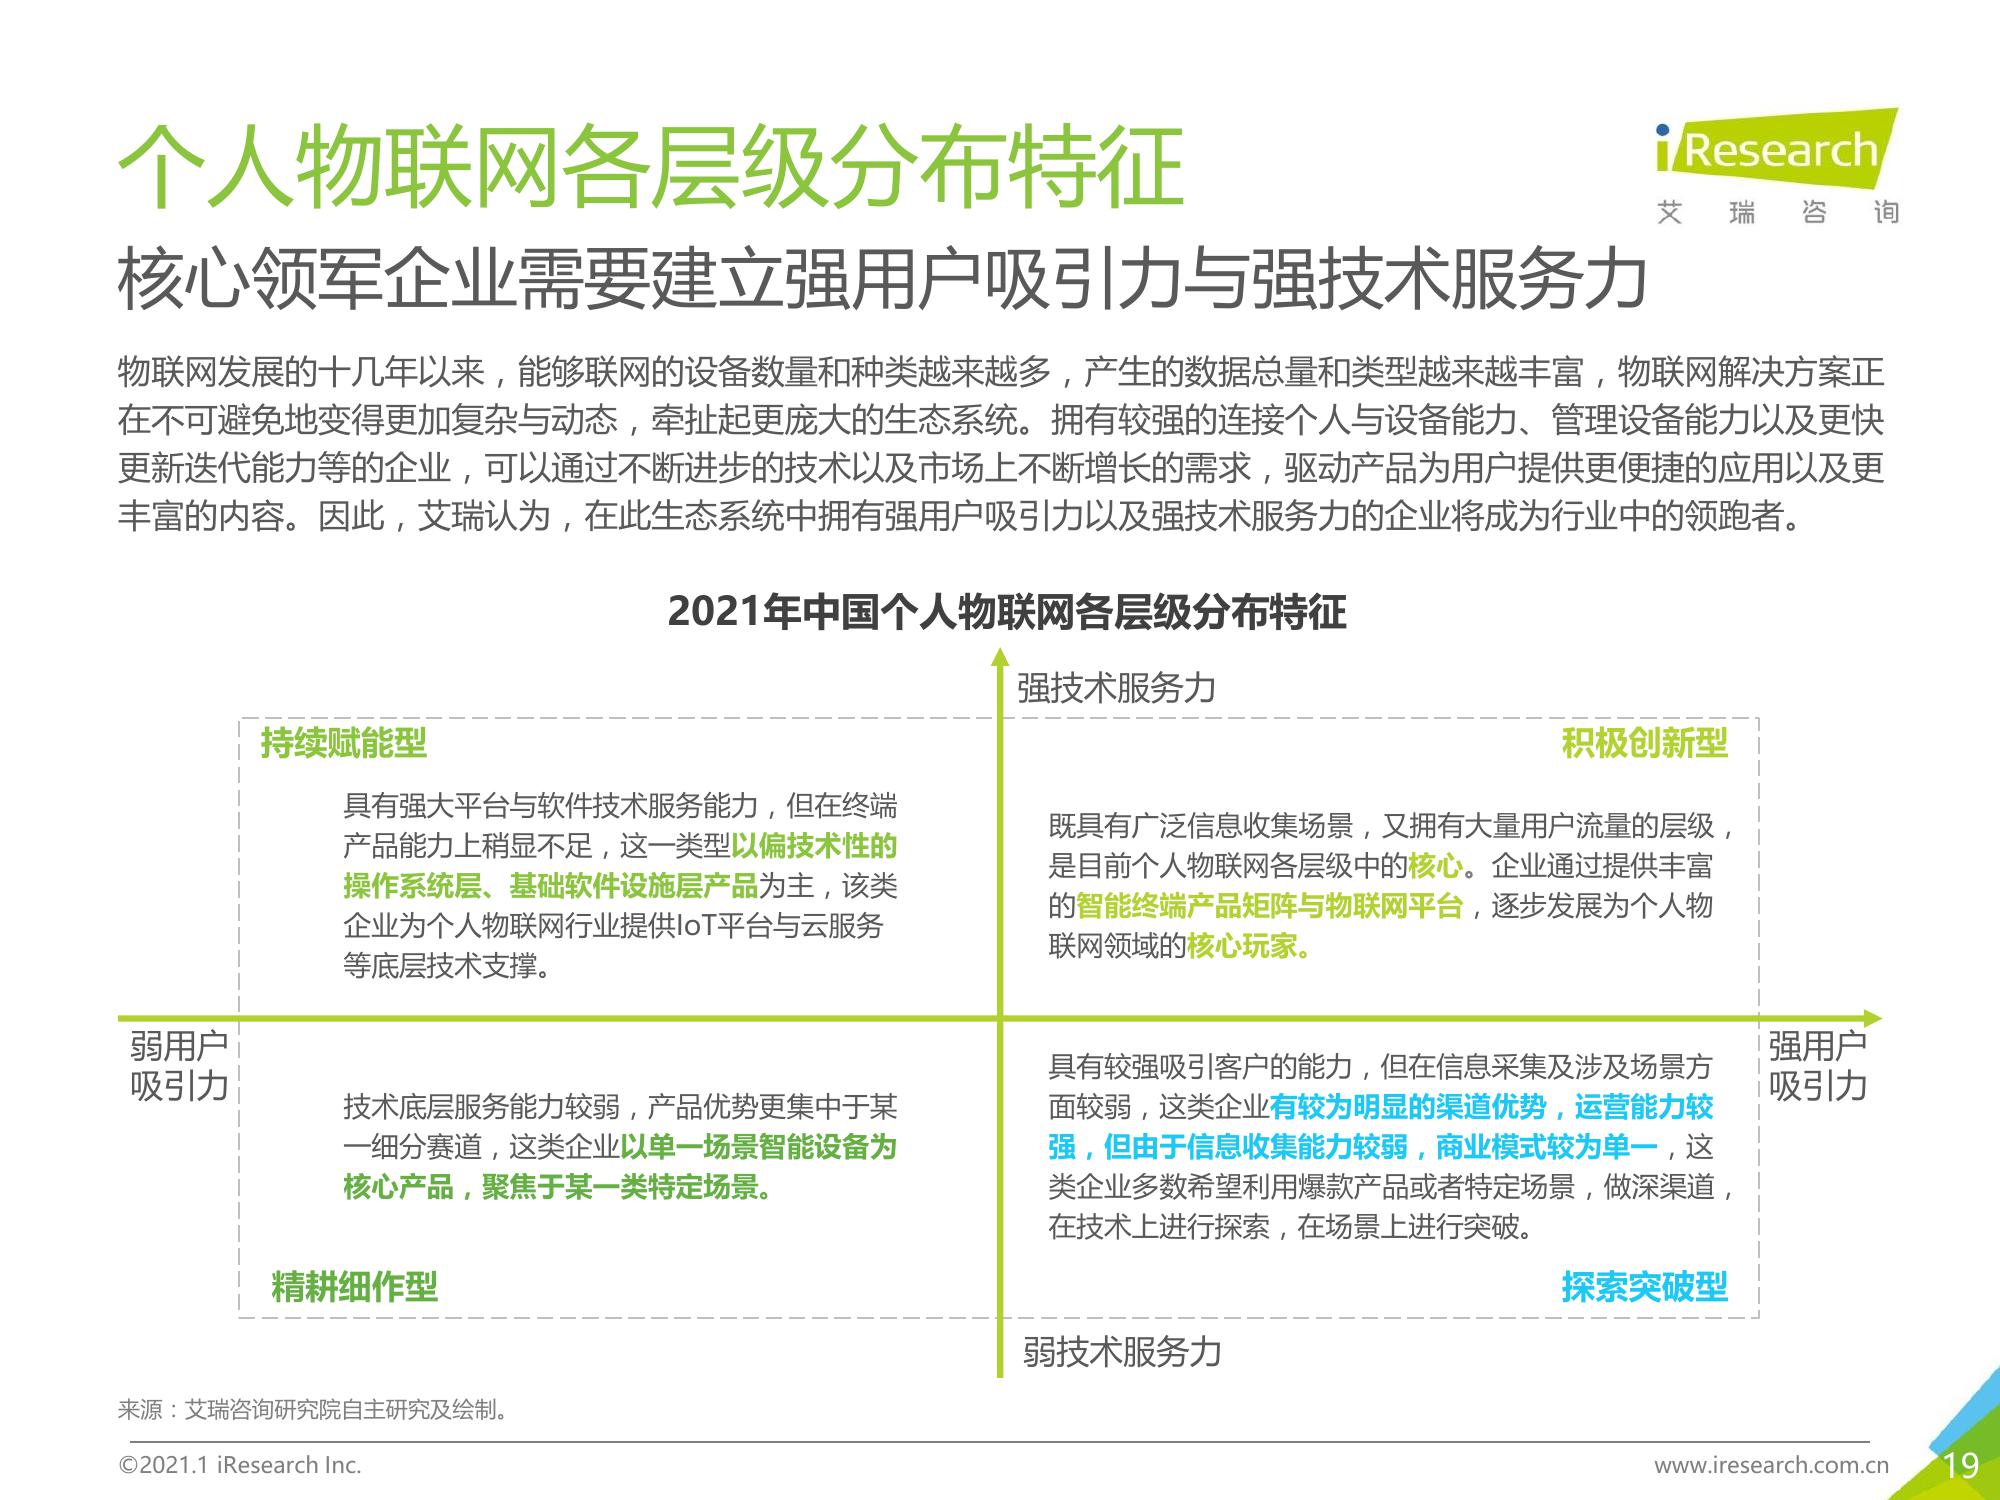 个人物联网各层级分布特征
iResearch
艾瑞咨询
核心领军企业需要建立强用户吸引力与强技术服务力
物联网发展的十几年以来，能够联网的设备数量和种类越来越多，产生的数据总量和类型越来越丰富，物联网解决方案正
在不可避免地变得更加复杂与动态，牵扯起更庞大的生态系统。拥有较强的连接个人与设备能力、管理设备能力以及更快
更新迭代能力等的企业，可以通过不断进步的技术以及市场上不断增长的需求，驱动产品为用户提供更便捷的应用以及更
丰富的内容。因此，艾瑞认为，在此生态系统中拥有强用户吸引力以及强技术服务力的企业将成为行业中的领跑者。
2021年中国个人物联网各层级分布特征
强技术服务力
持续赋能型
具有强大平台与软件技术服务能力，但在终端
产品能力上稍显不足，这一类型以偏技术性的
操作系统层、基础软件设施层产品为主，该类
企业为个人物联网行业提供IoT平台与云服务
等底层技术支撑。
积极创新型
既具有广泛信息收集场景，又拥有大量用户流量的层级，
是目前个人物联网各层级中的核心。企业通过提供丰富
的智能终端产品矩阵与物联网平台，逐步发展为个人物
联网领域的核心玩家。
弱用户
吸引力
强用户
吸引力
技术底层服务能力较弱，产品优势更集中于某
一细分赛道，这类企业以单一场景智能设备为
核心产品，聚焦于某一类特定场景。
精耕细作型
具有较强吸引客户的能力，但在信息采集及涉及场景方
面较弱，这类企业有较为明显的渠道优势，运营能力较
强，但由于信息收集能力较弱，商业模式较为单一，这
类企业多数希望利用爆款产品或者特定场景，做深渠道，
在技术上进行探索，在场景上进行突破。
探索突破型
弱技术服务力
来源：艾瑞咨询研究院自主研究及绘制。
©2021.1 iResearch Inc.
www.iresearch.com.cn
19